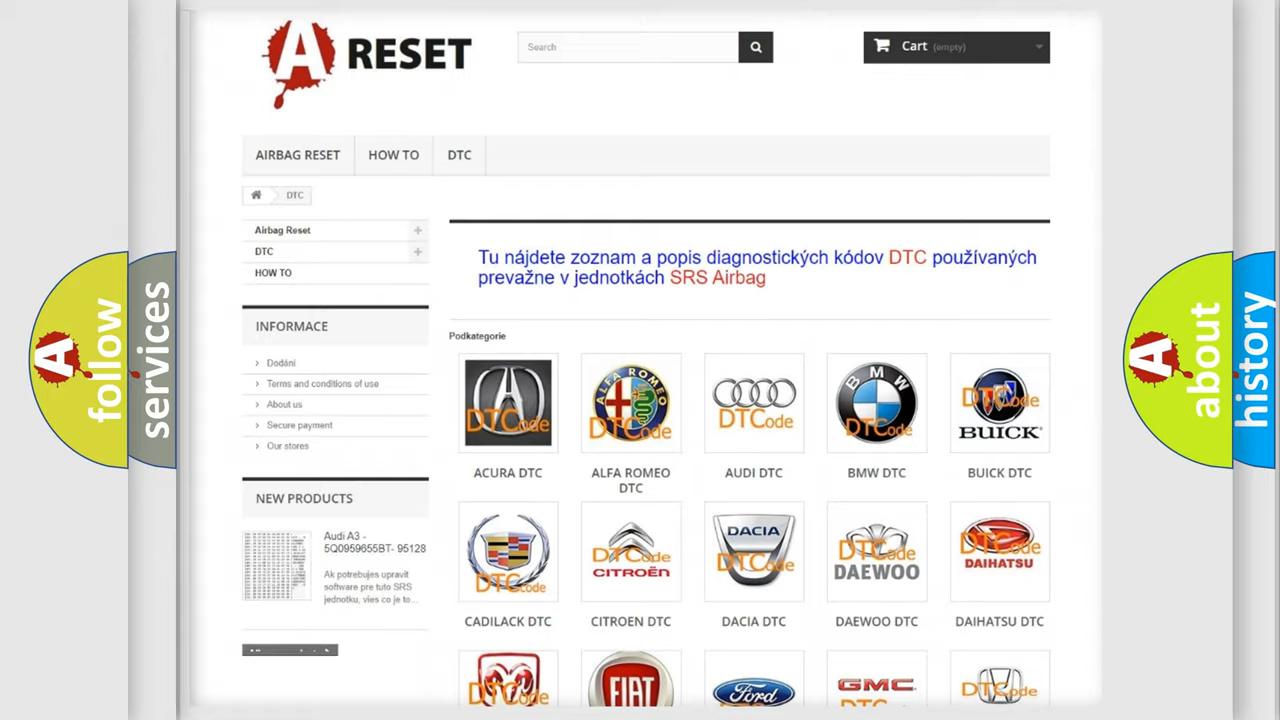 A RESET
Search
Cart (empty)
AIRBAG RESET
HOW TO
DTC
DTC
Airbag Reset
DTC
HOW TO
INFORMACE
Dodání
Terms and conditions of use
About us
Secure payment
Our stores
NEW PRODUCTS
Audi A3 -
5Q0959655BT- 95128
Ak potrebujes upravit
software pre tuto SRS
jednotku, vies co je to...
Tu nájdete zoznam a popis diagnostických kódov DTC používaných
prevažne v jednotkách SRS Airbag
Podkategorie
DTCode
ALFA ROMEO
DTCode
DTCode
BMW
DTCode
DTCode
BUICK
ACURA DTC
ALFA ROMEO
DTC
AUDI DTC
BMW DTC
BUICK DTC
DTCode
DTCode
CITROËN
DACIA
DTCode
DTCode
DAEWOO
DTCode
DAIHATSU
CADILACK DTC
CITROEN DTC
DACIA DTC
DAEWOO DTC
DAIHATSU DTC
DTCode
FIAT
Ford
GMC
DTCode
A
follow
services
A
about
history